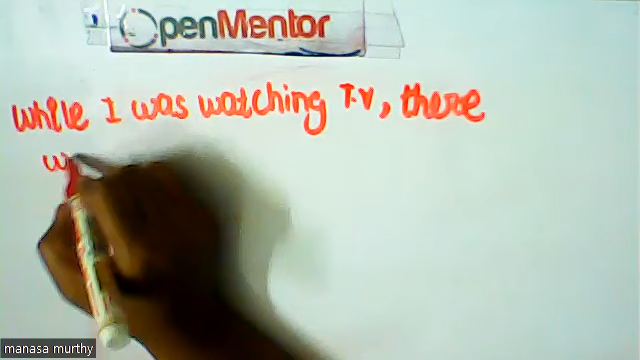 OpenMentor
While I was watching T.V, there
manasa murthy